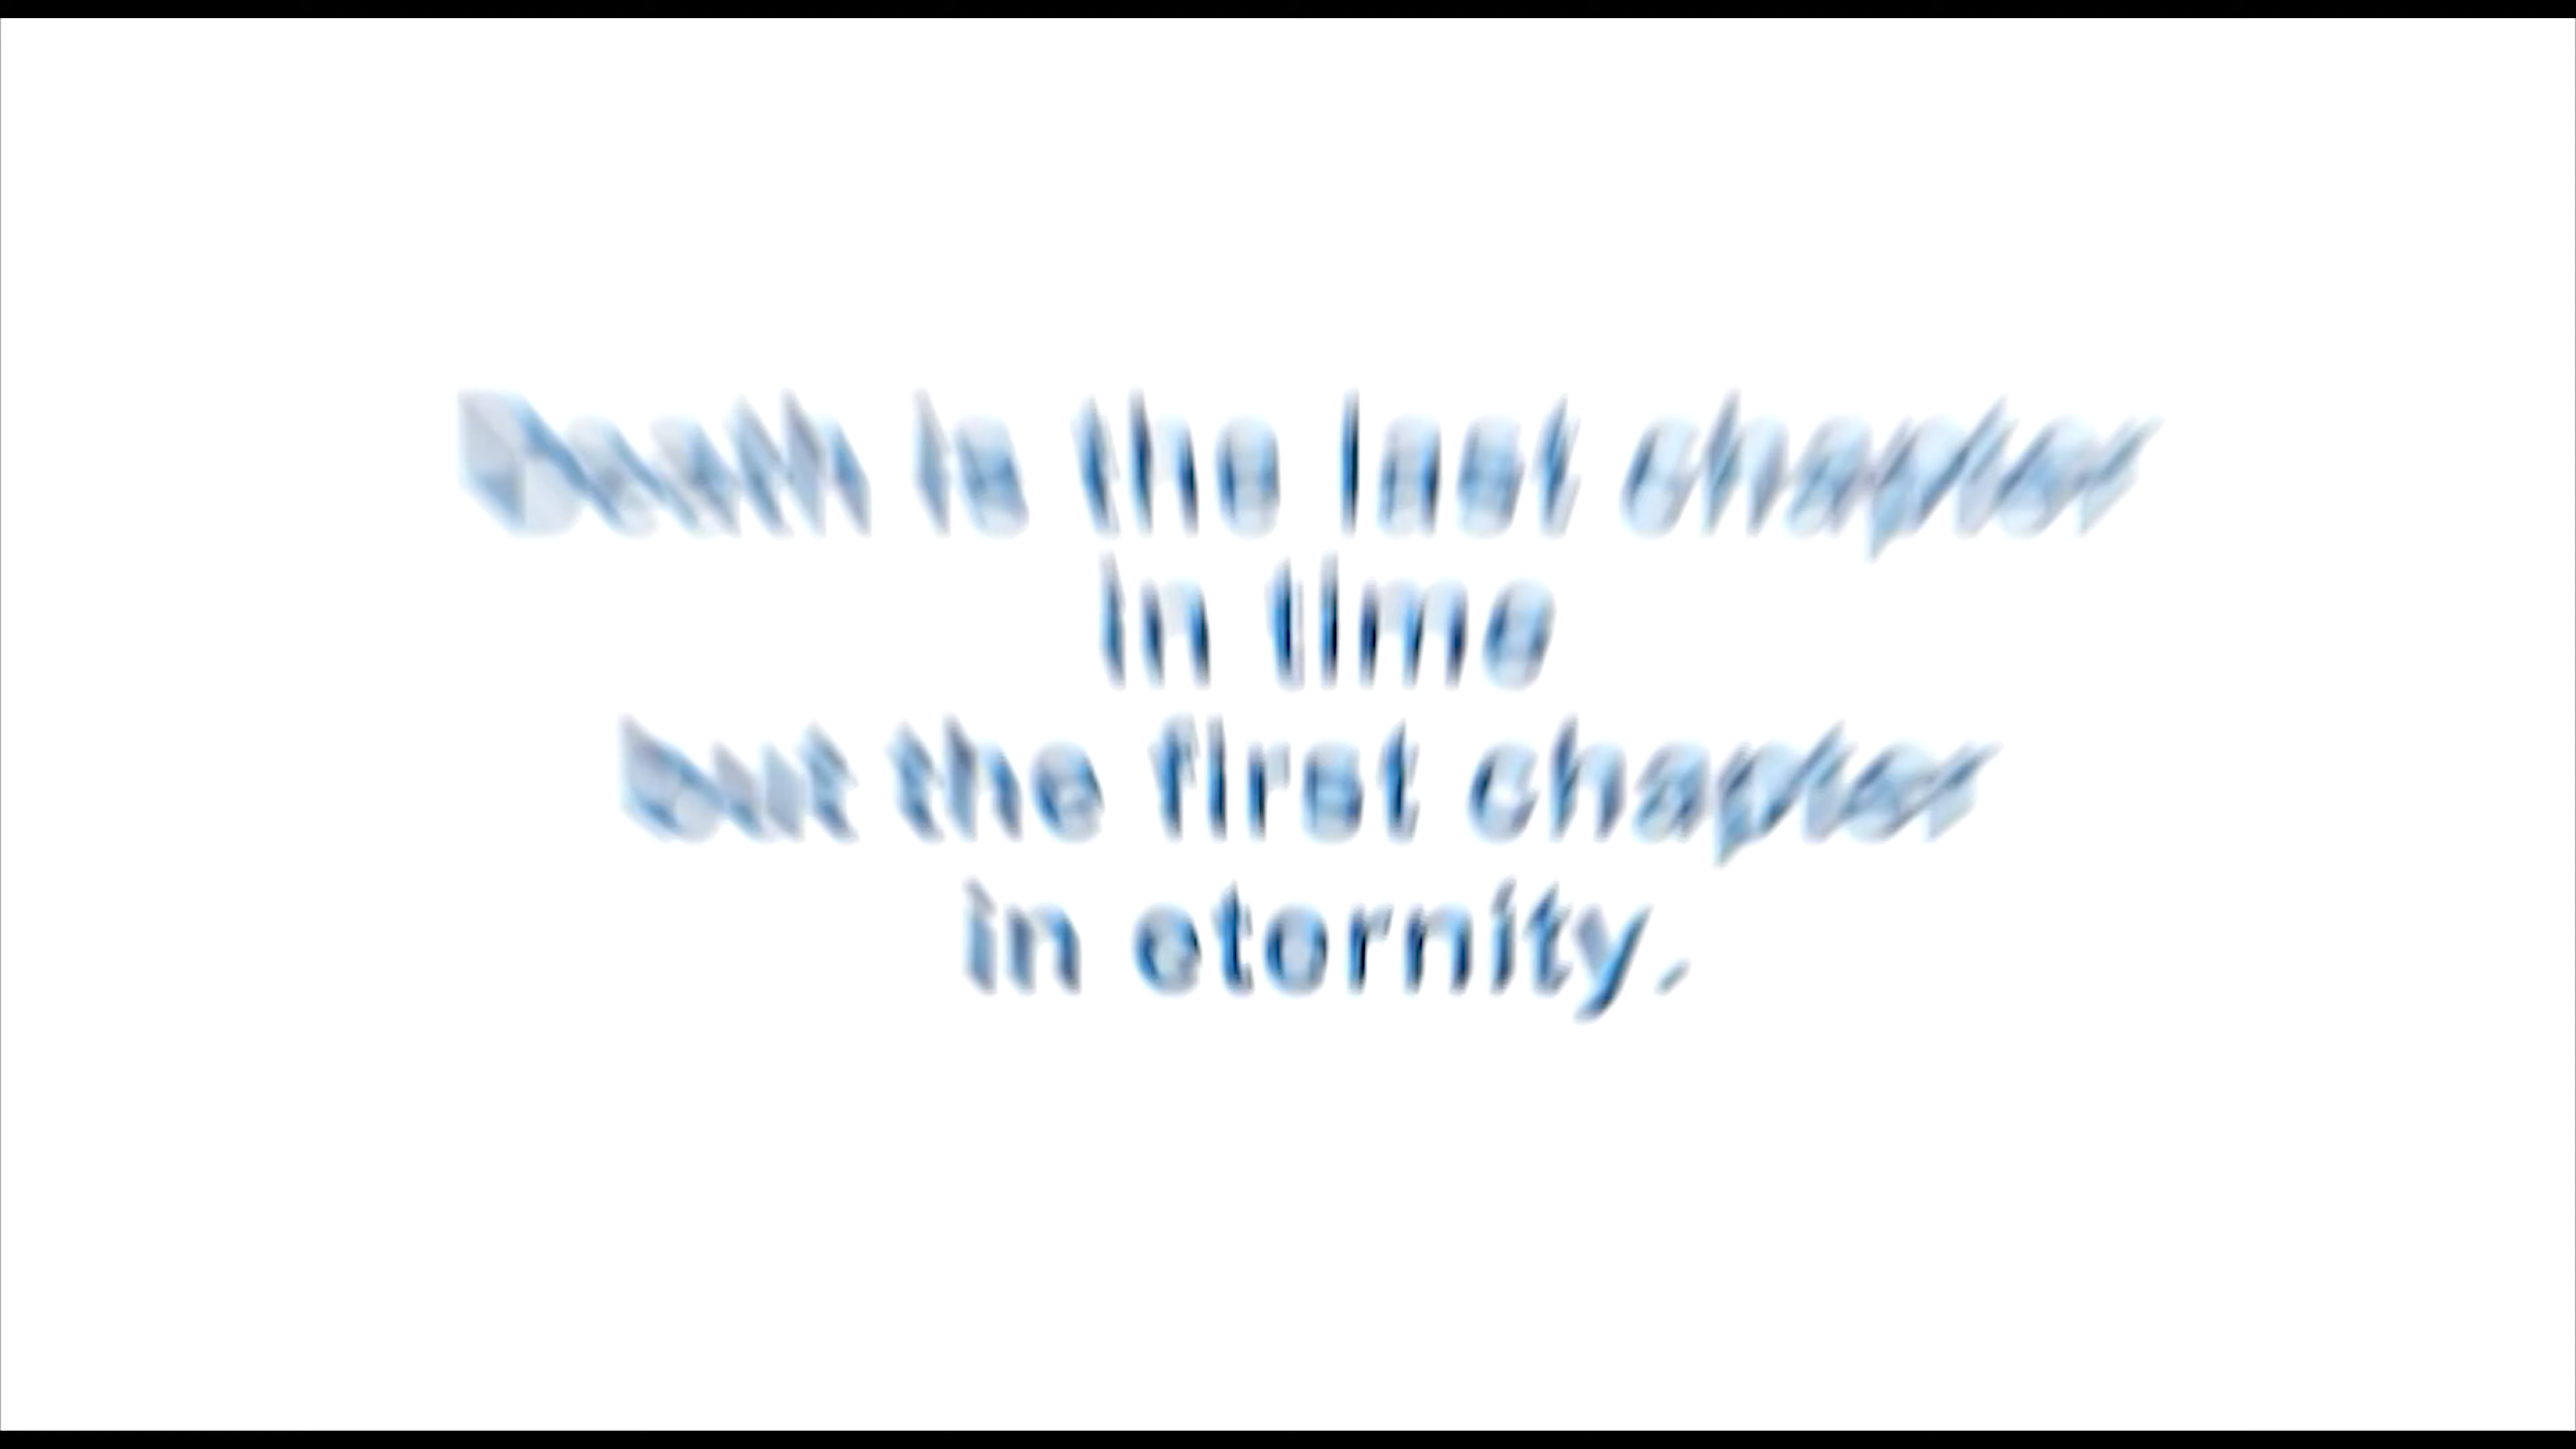 Death is the last chapter
in time
but the first chapter
in eternity.